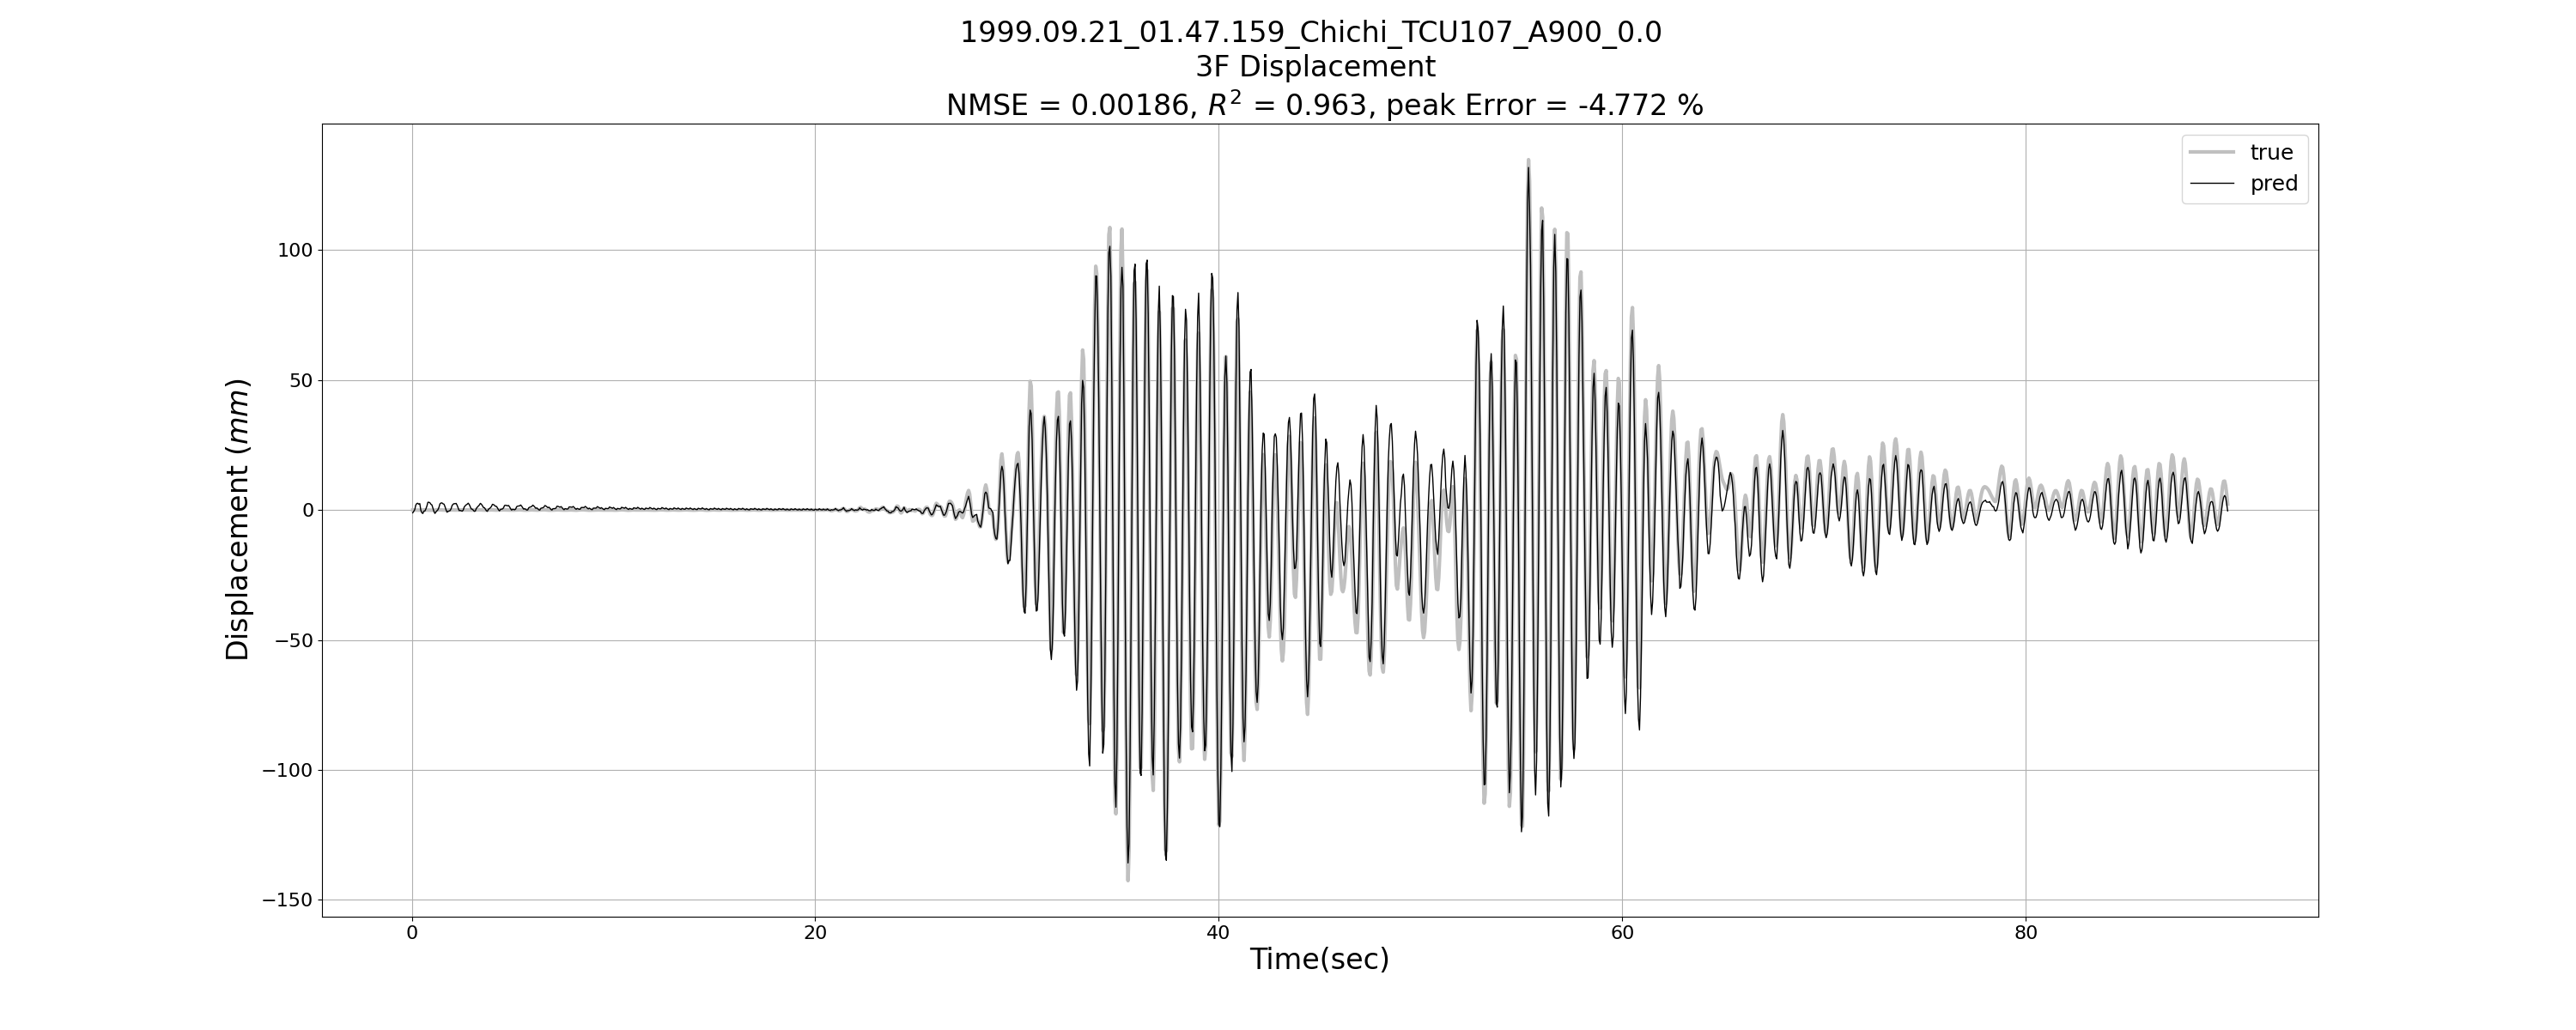 1999.09.21_01.47.159_Chichi_TCU107_A900_0.0
3F Displacement
NMSE = 0.00186, R² = 0.963, peak Error = -4.772 %
true
pred
100
50
0
−50
−100
−150
Displacement (mm)
0
20
40
60
80
Time(sec)